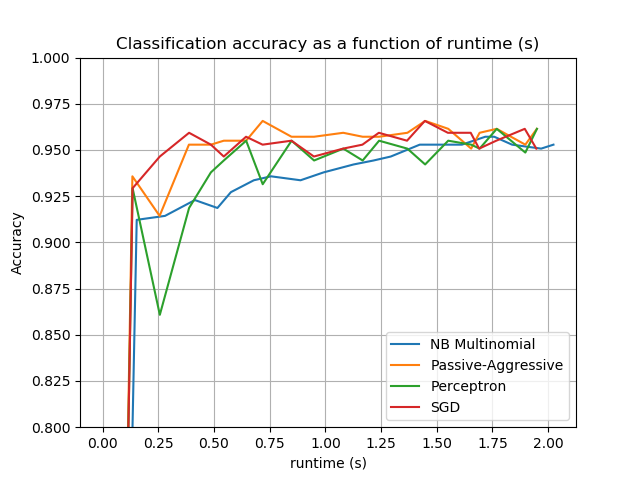 Classification accuracy as a function of runtime (s)
1.000
0.975
0.950
0.925
0.900
0.875
0.850
0.825
0.800
Accuracy
NB Multinomial
Passive-Aggressive
Perceptron
SGD
0.00 0.25 0.50 0.75 1.00 1.25 1.50 1.75 2.00
runtime (s)